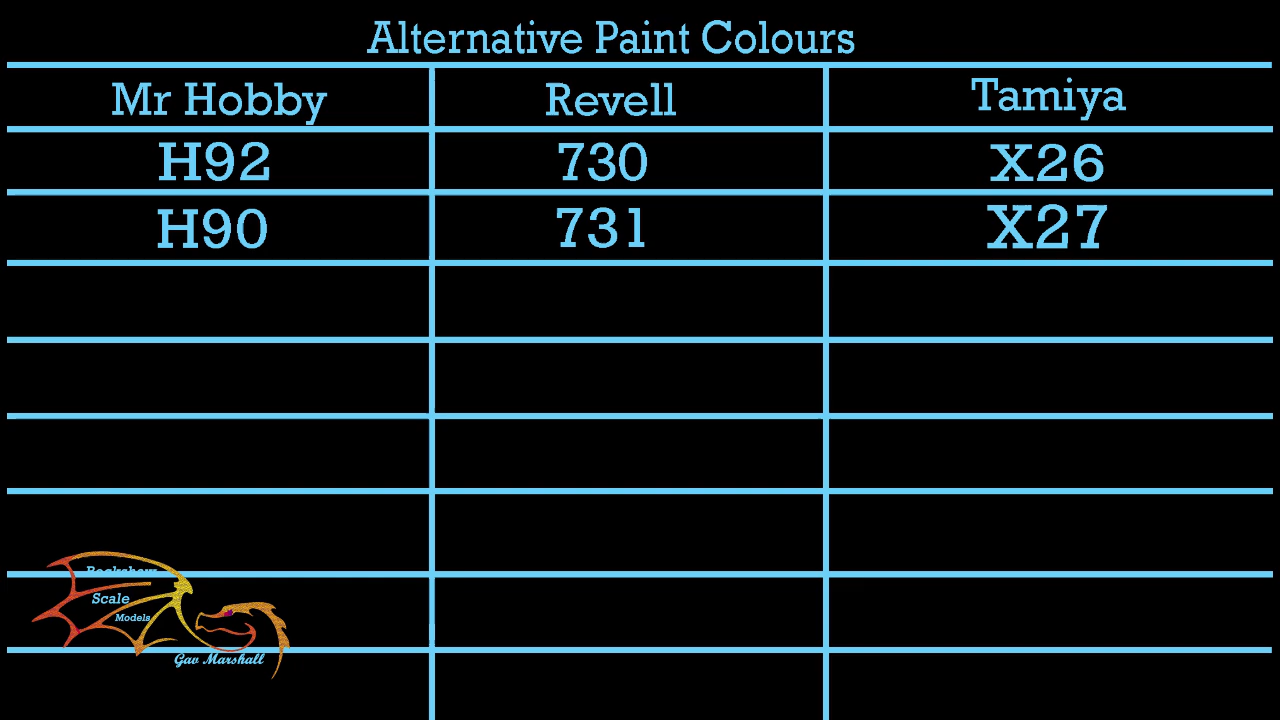 Alternative Paint Colours
Mr Hobby Revell Tamiya
H92 730 X26
H90 731 X27
Scale
Models
Gav Marshall